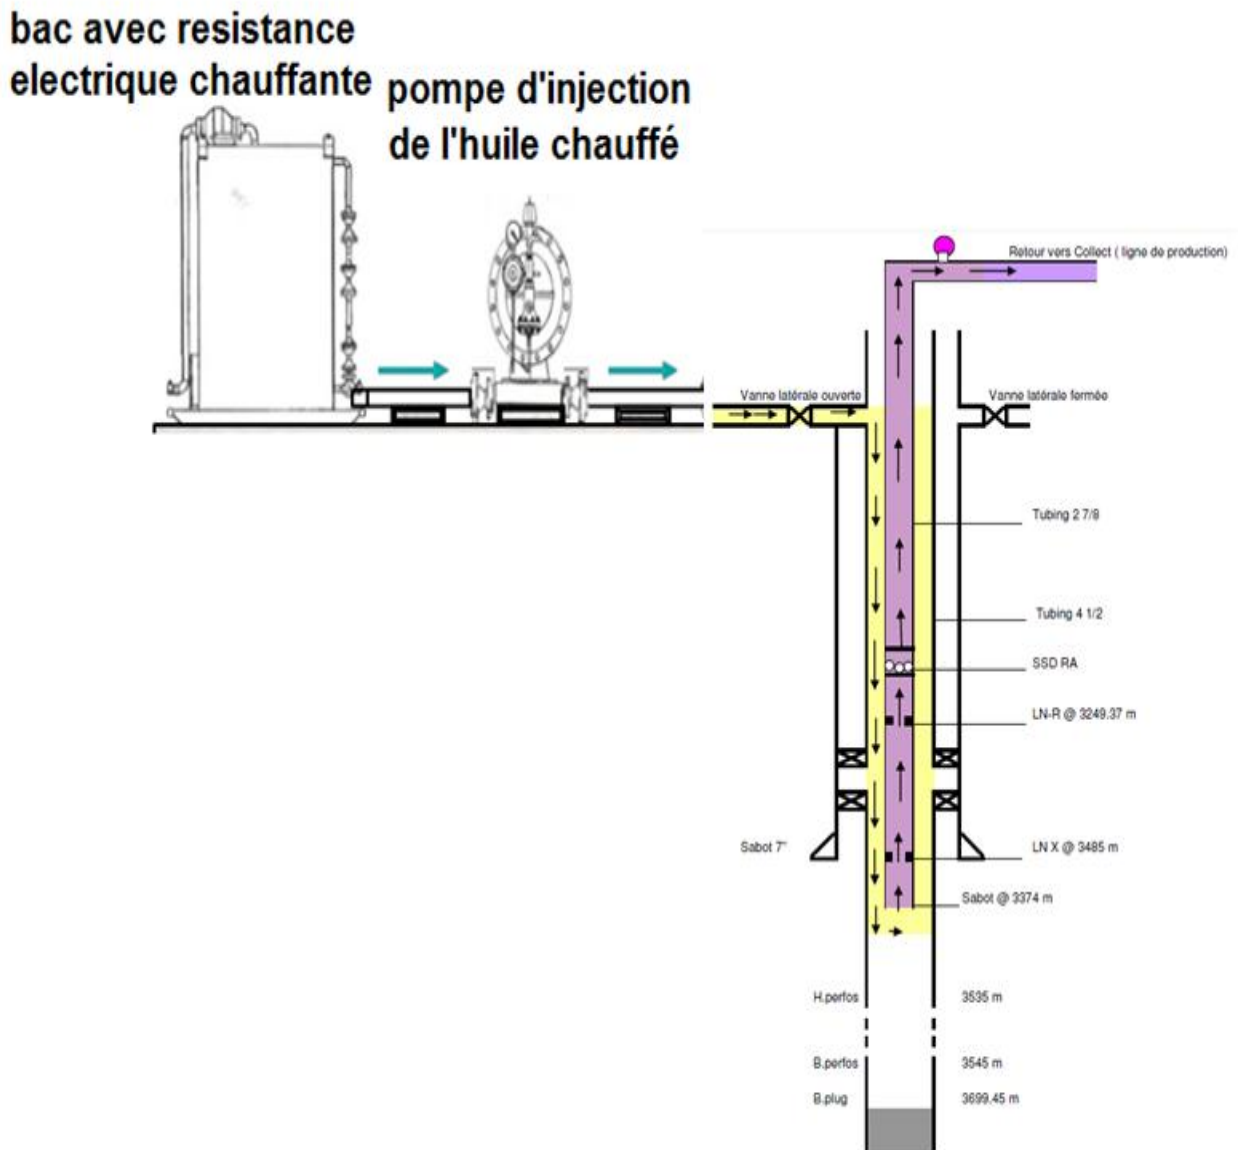 bac avec resistance
electrique chauffante
pompe d'injection
de l'huile chauffé
Retour vers Collect ( ligne de production)
Vanne latérale ouverte
Vanne latérale fermée
Tubing 2 7/8
Tubing 4 1/2
SSD RA
LN-R @ 3249.37 m
Sabot 7"
LN X @ 3485 m
Sabot @ 3374 m
H.perfos 3535 m
B.perfos 3545 m
B.plug 3699.45 m